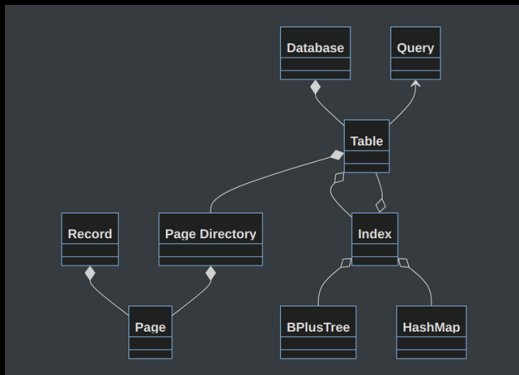 Database
Query
Table
Record
Page Directory
Index
Page
BPlusTree
HashMap